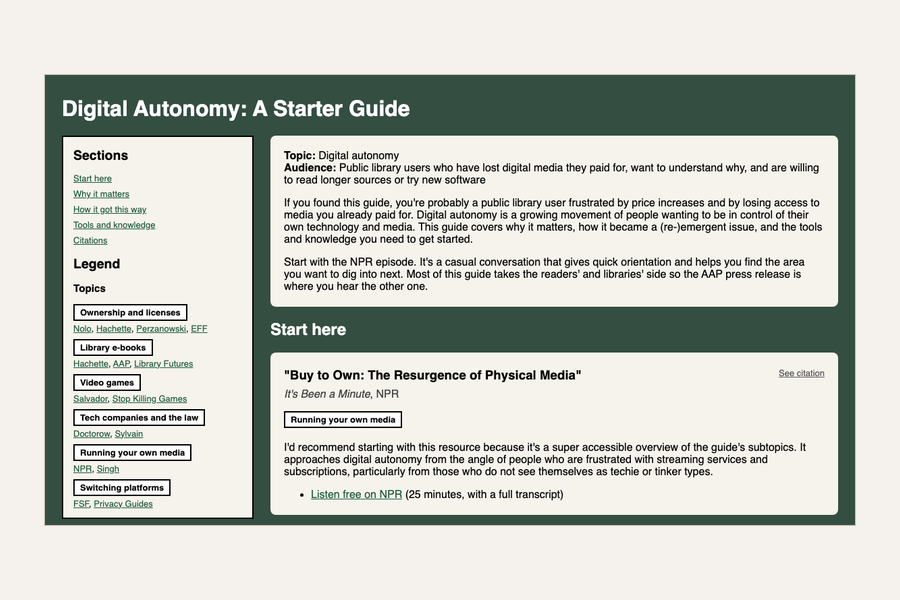 Digital Autonomy: A Starter Guide
Sections
Start here
Why it matters
How it got this way
Tools and knowledge
Citations
Legend
Topics
Ownership and licenses
Nolo, Hachette, Perzanowski, EFF
Library e-books
Hachette, AAP, Library Futures
Video games
Salvador, Stop Killing Games
Tech companies and the law
Doctorow, Sylvain
Running your own media
NPR, Singh
Switching platforms
FSF, Privacy Guides
Topic: Digital autonomy
Audience: Public library users who have lost digital media they paid for, want to understand why, and are willing
to read longer sources or try new software
If you found this guide, you're probably a public library user frustrated by price increases and by losing access to
media you already paid for. Digital autonomy is a growing movement of people wanting to be in control of their
own technology and media. This guide covers why it matters, how it became a (re-)emergent issue, and the tools
and knowledge you need to get started.
Start with the NPR episode. It's a casual conversation that gives quick orientation and helps you find the area
you want to dig into next. Most of this guide takes the readers' and libraries' side so the AAP press release is
where you hear the other one.
Start here
"Buy to Own: The Resurgence of Physical Media"
See citation
It's Been a Minute, NPR
Running your own media
I'd recommend starting with this resource because it's a super accessible overview of the guide's subtopics. It
approaches digital autonomy from the angle of people who are frustrated with streaming services and
subscriptions, particularly from those who do not see themselves as techie or tinker types.
• Listen free on NPR (25 minutes, with a full transcript)